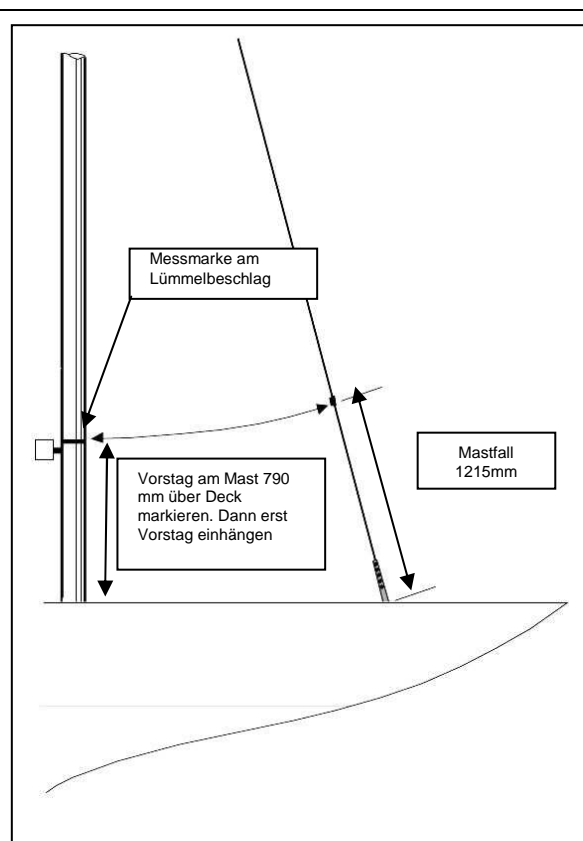 Messmarke am
Lümmelbeschlag
Mastfall
1215mm
Vorstag am Mast 790
mm über Deck
markieren. Dann erst
Vorstag einhängen